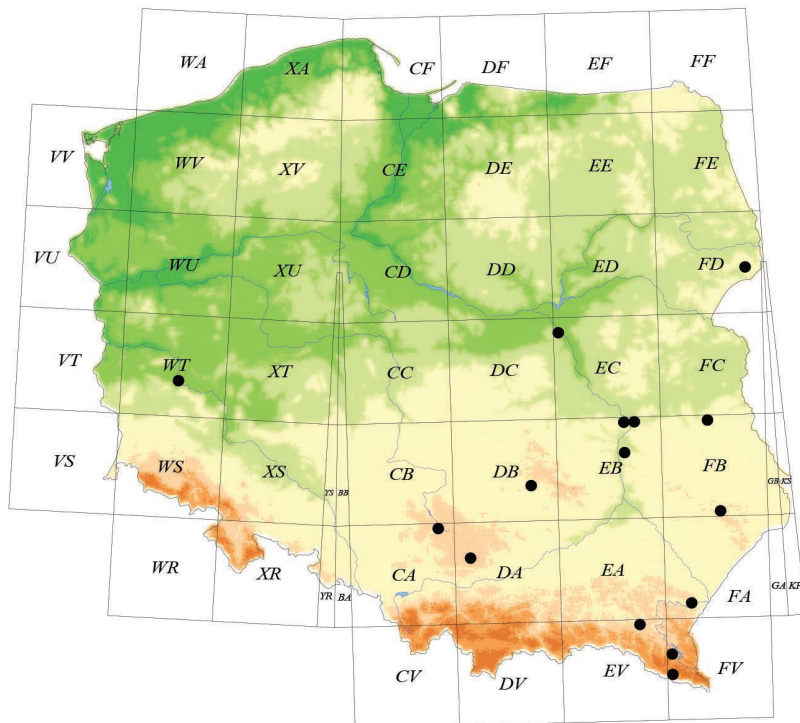 WA XA CF DF EF FF
VV WV XV CE DE EE FE
VU WU XU CD DD ED FD
VT WT XT CC DC EC FC
VS WS XS YS BB CB DB EB FB GB KS
WR XR YR BA CA DA EA FA GA KR
CV DV EV FV